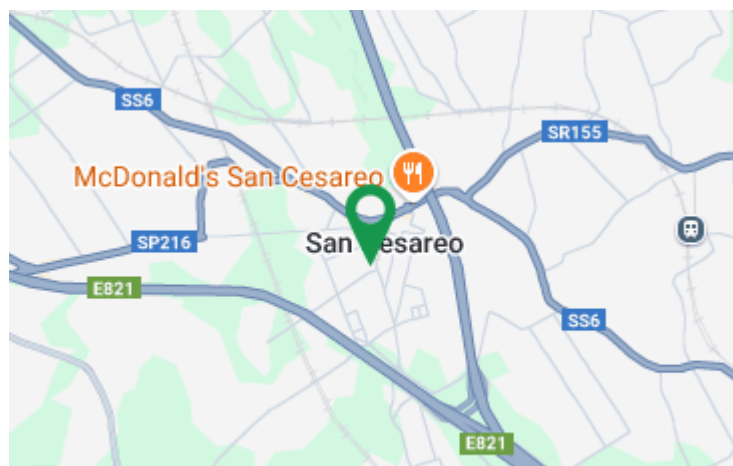 SS6
SR155
McDonald's San Cesareo
SP216
San Cesareo
E821
SS6
E821